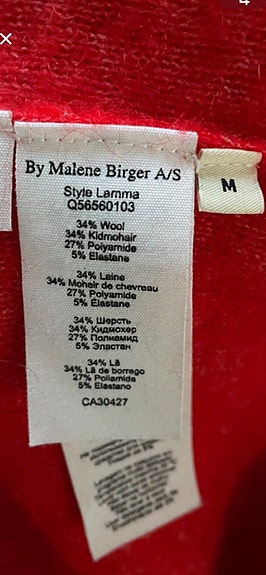 By Malene Birger A/S
Style Lamma
Q56560103
34% Wool
34% Kidmohair
27% Polyamide
5% Elastane
34% Laine
34% Mohair de chevreau
27% Polyamide
5% Elastane
34% Шерсть
34% Кидмохер
27% Полиамид
5% Эластан
34% Lã
34% Lã de borrego
27% Poliamido
5% Elastano
CA30427
M